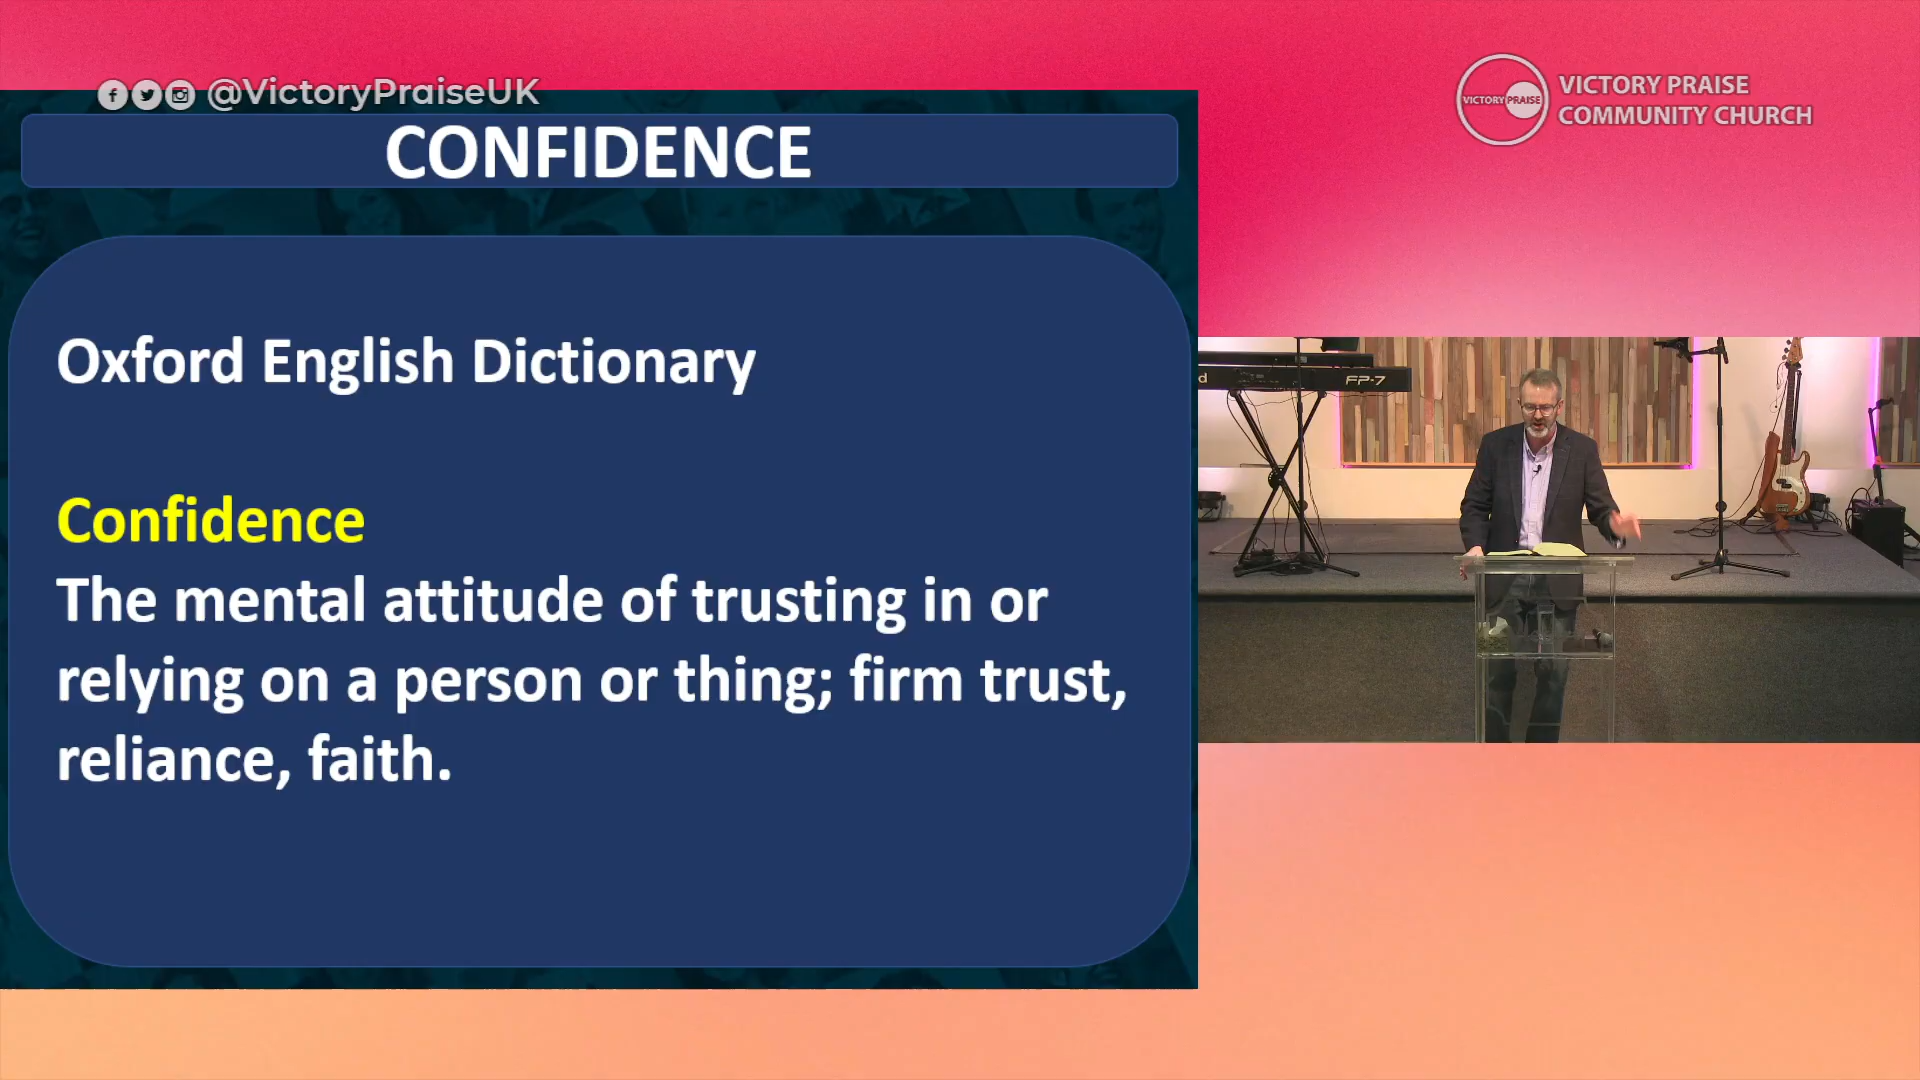 @VictoryPraiseUK
VICTORY PRAISE
VICTORY PRAISE
COMMUNITY CHURCH
CONFIDENCE
Oxford English Dictionary
Confidence
The mental attitude of trusting in or
relying on a person or thing; firm trust,
reliance, faith.
d
FP-7